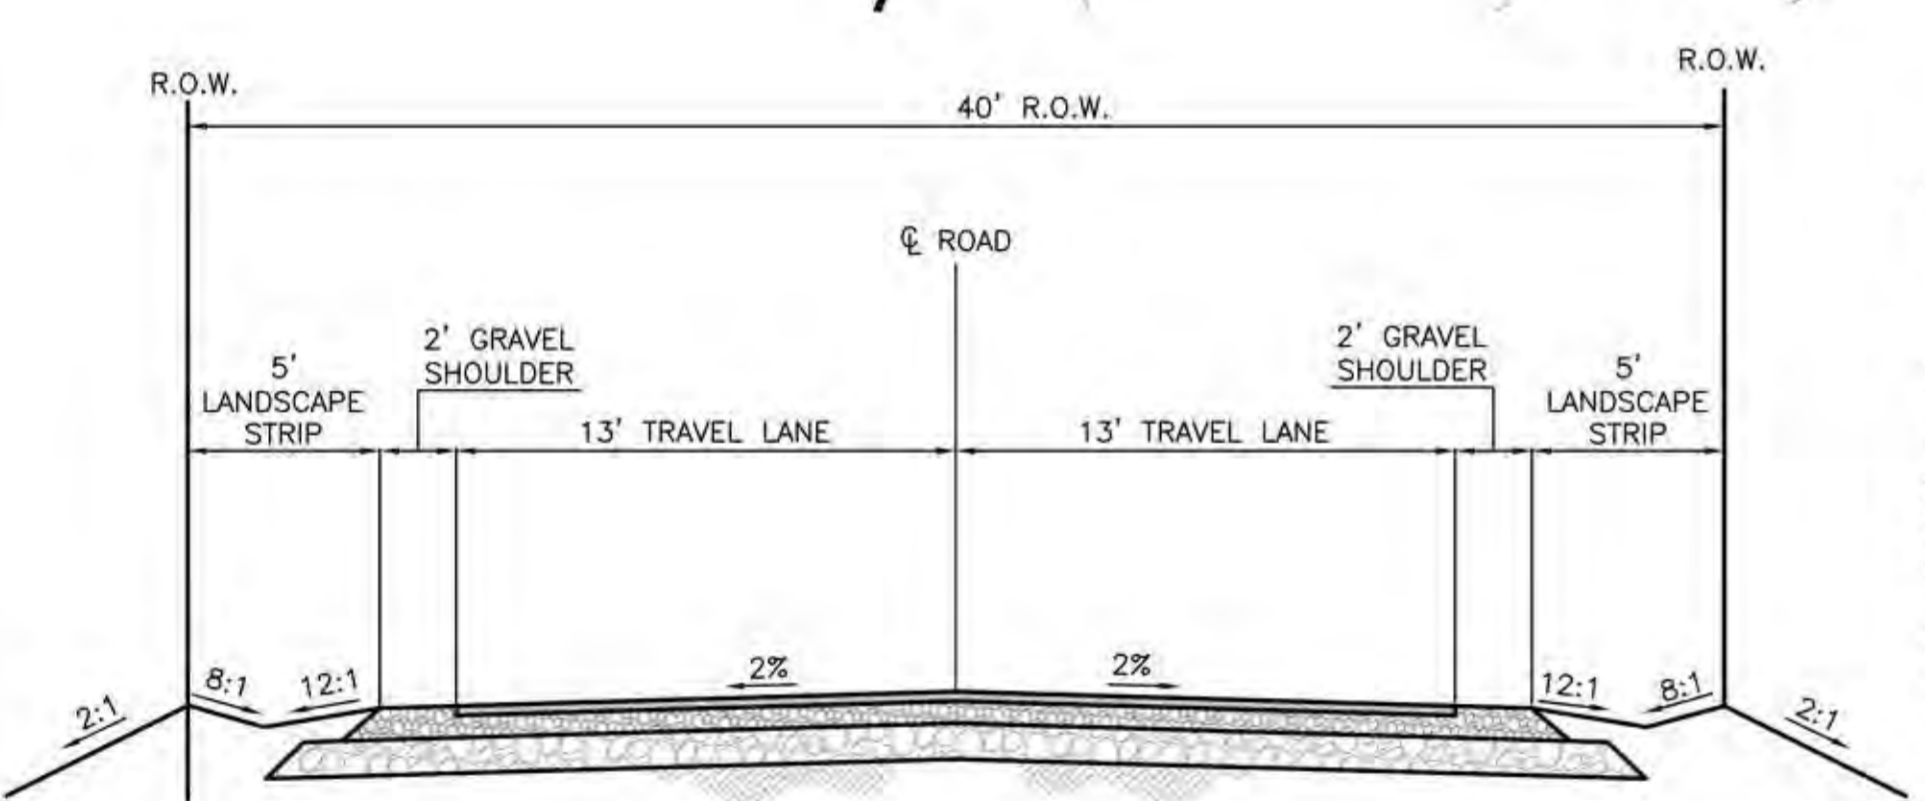 R.O.W.
R.O.W.
40' R.O.W.
℄ ROAD
2' GRAVEL
SHOULDER
2' GRAVEL
SHOULDER
5'
LANDSCAPE
STRIP
5'
LANDSCAPE
STRIP
13' TRAVEL LANE
13' TRAVEL LANE
2:1
8:1
12:1
2%
2%
12:1
8:1
2:1